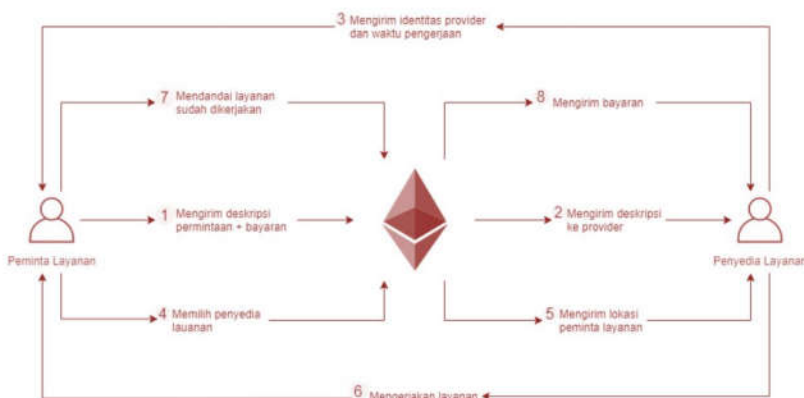 3 Mengirim identitas provider
dan waktu pengerjaan
7 Mendandai layanan
sudah dikerjakan
8 Mengirim bayaran
1 Mengirim deskripsi
permintaan + bayaran
2 Mengirim deskripsi
ke provider
Peminta Layanan
Penyedia Layanan
4 Memilih penyedia
lauanan
5 Mengirim lokasi
peminta layanan
6 Mengerjakan layanan